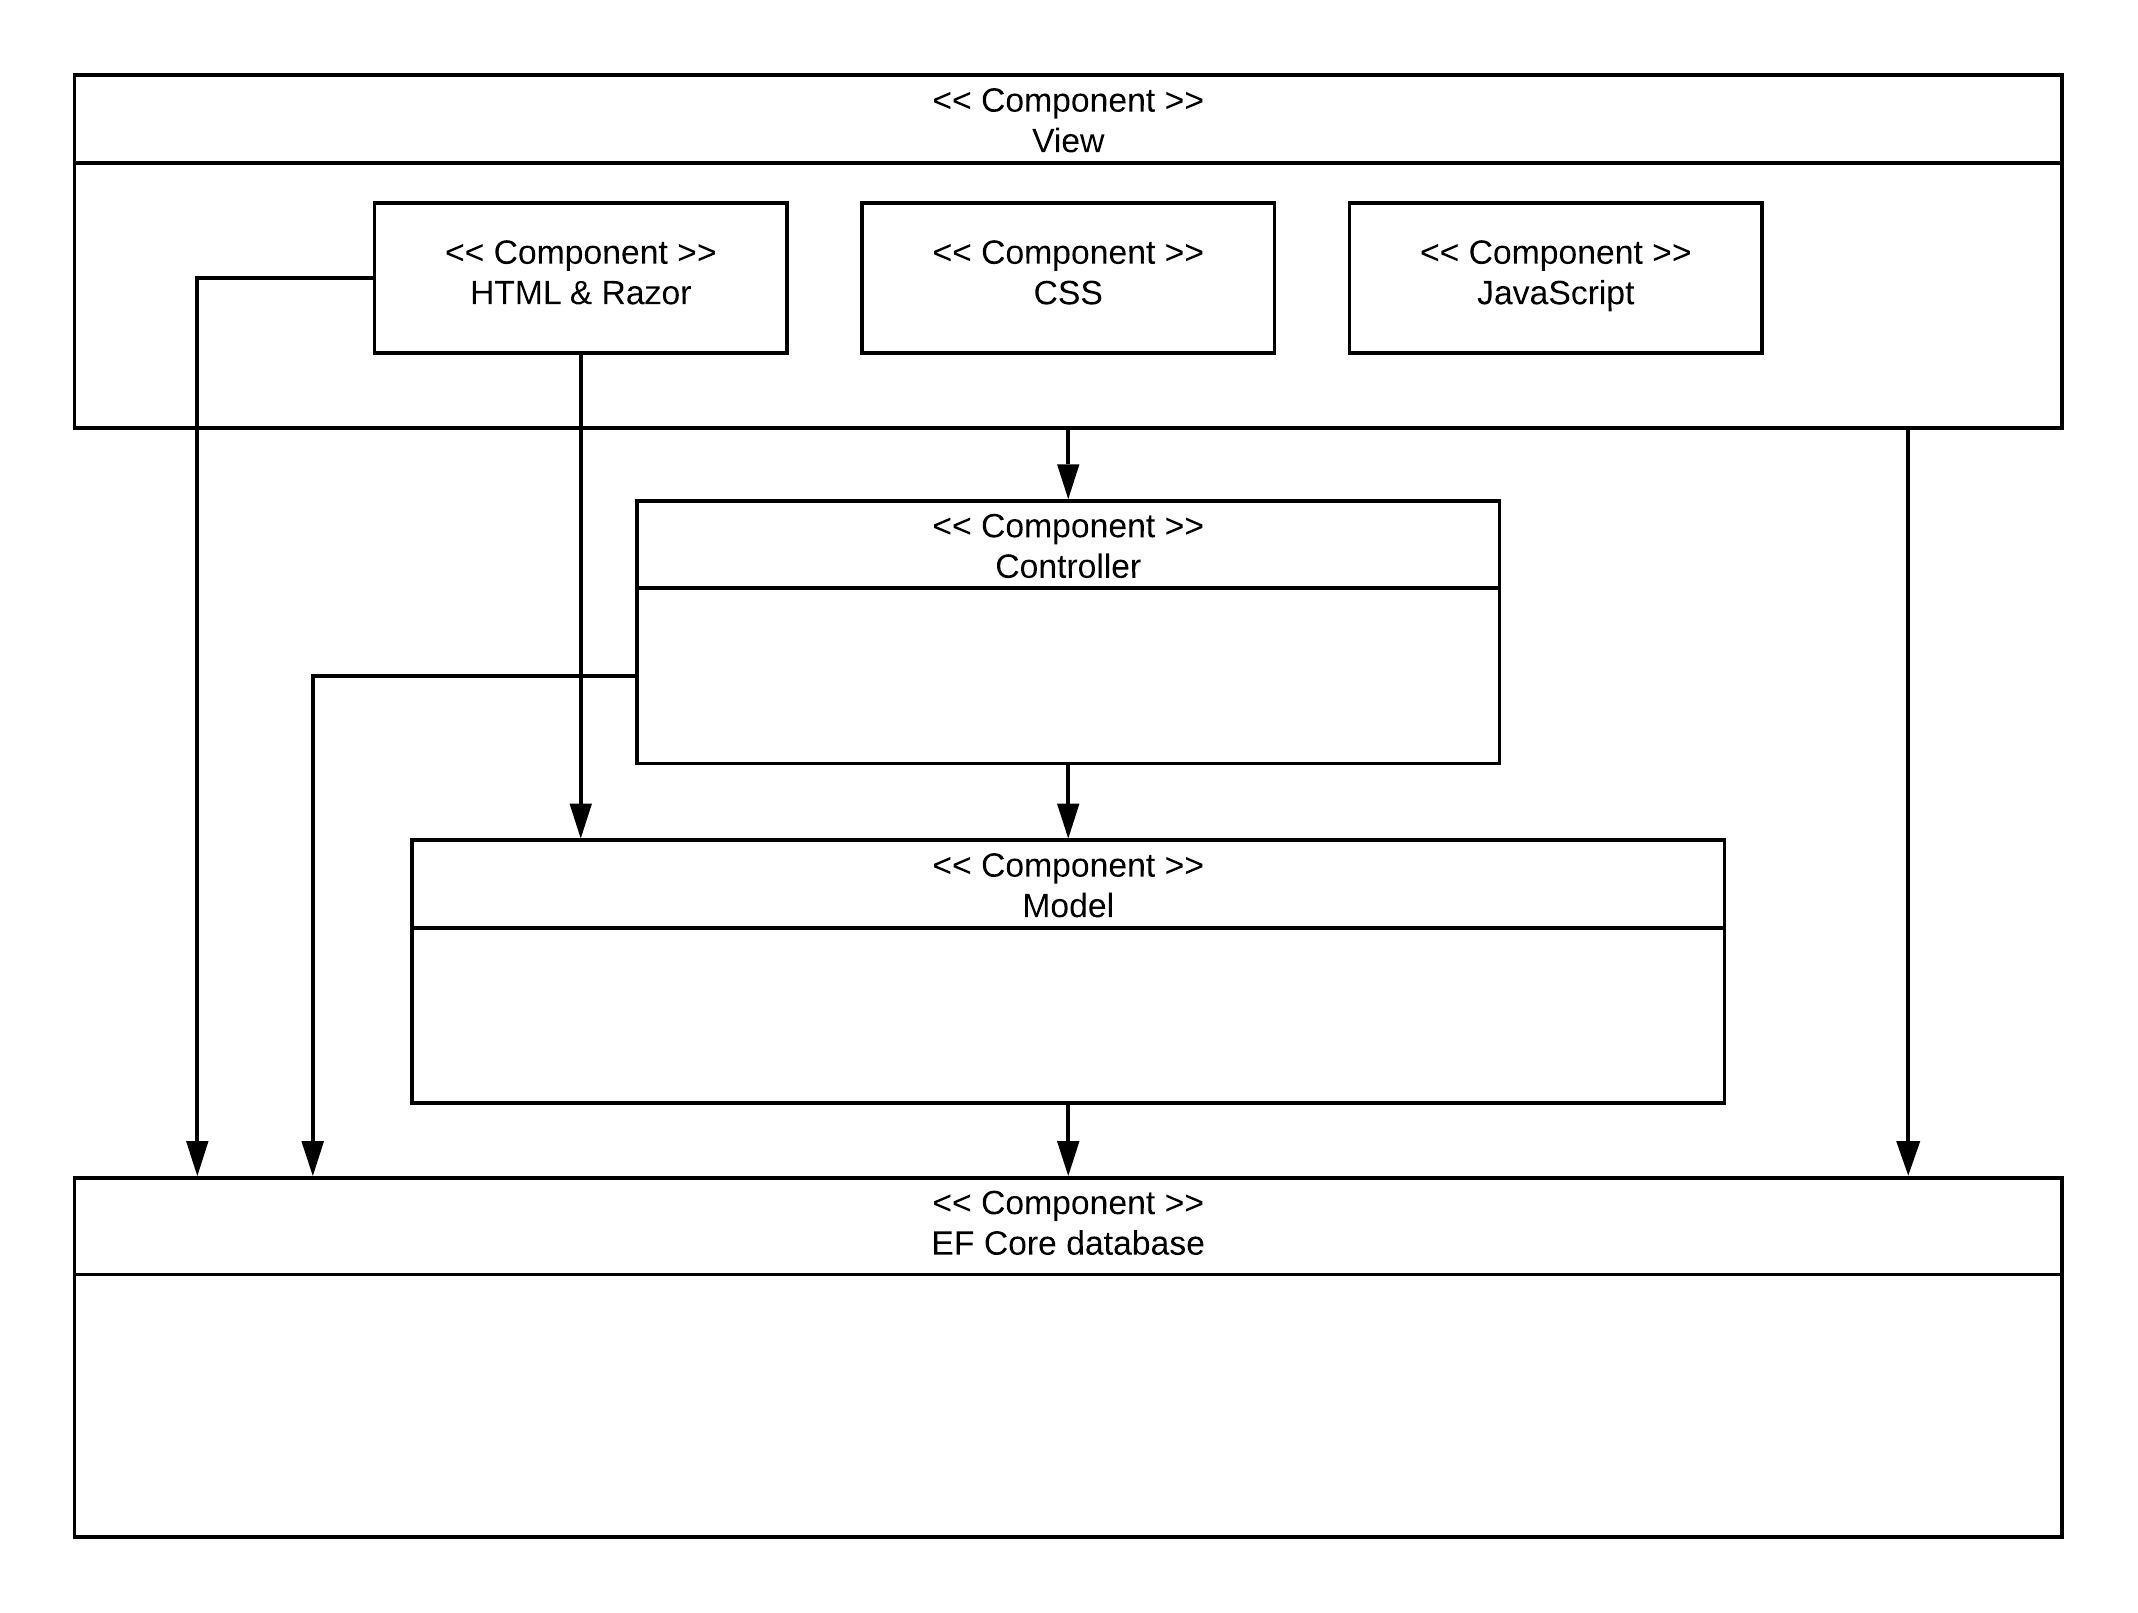 << Component >>
View
<< Component >>
HTML & Razor
<< Component >>
CSS
<< Component >>
JavaScript
<< Component >>
Controller
<< Component >>
Model
<< Component >>
EF Core database